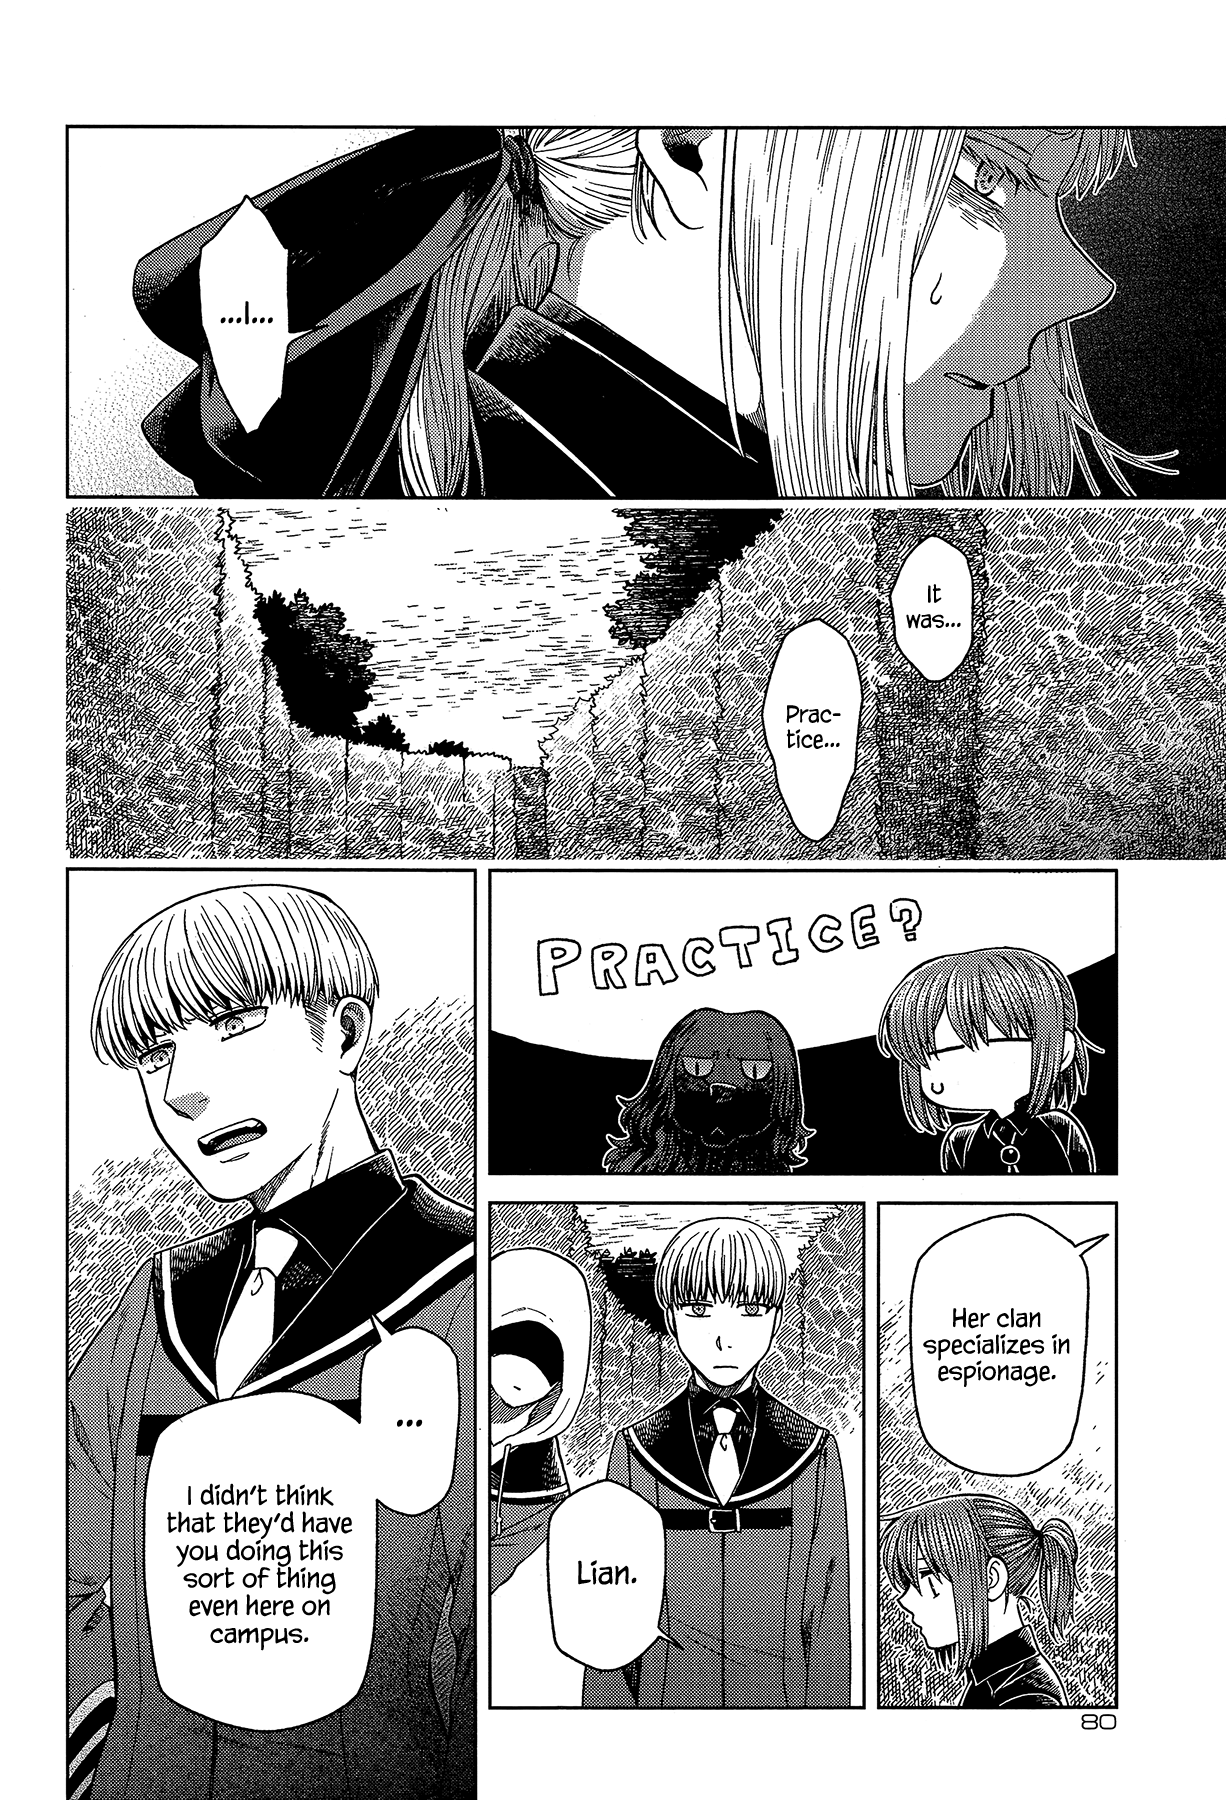 ...I...
It
was...
Prac-
tice...
PRACTICE?
Her clan
specializes in
espionage.
Lian.
...
I didn't think
that they'd have
you doing this
sort of thing
even here on
campus.
80